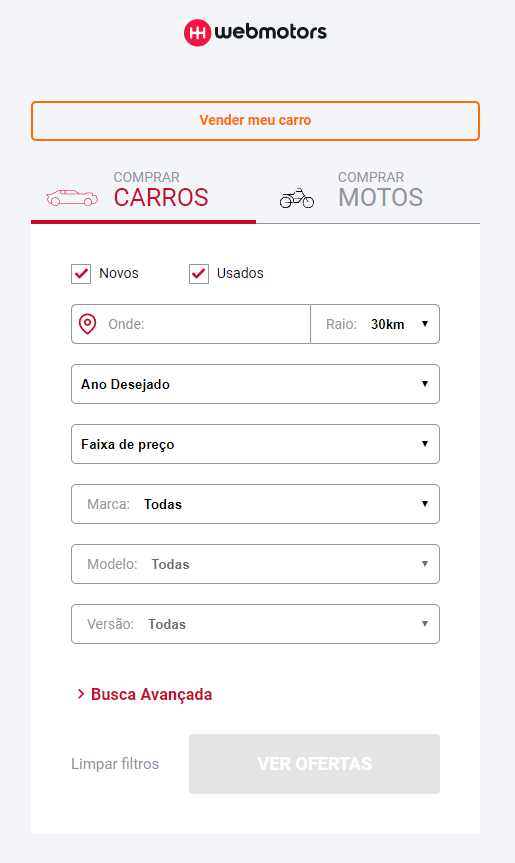 webmotors
Vender meu carro
COMPRAR
CARROS
COMPRAR
MOTOS
Novos
Usados
Onde:
Raio: 30km
Ano Desejado
Faixa de preço
Marca: Todas
Modelo: Todas
Versão: Todas
Busca Avançada
Limpar filtros
VER OFERTAS